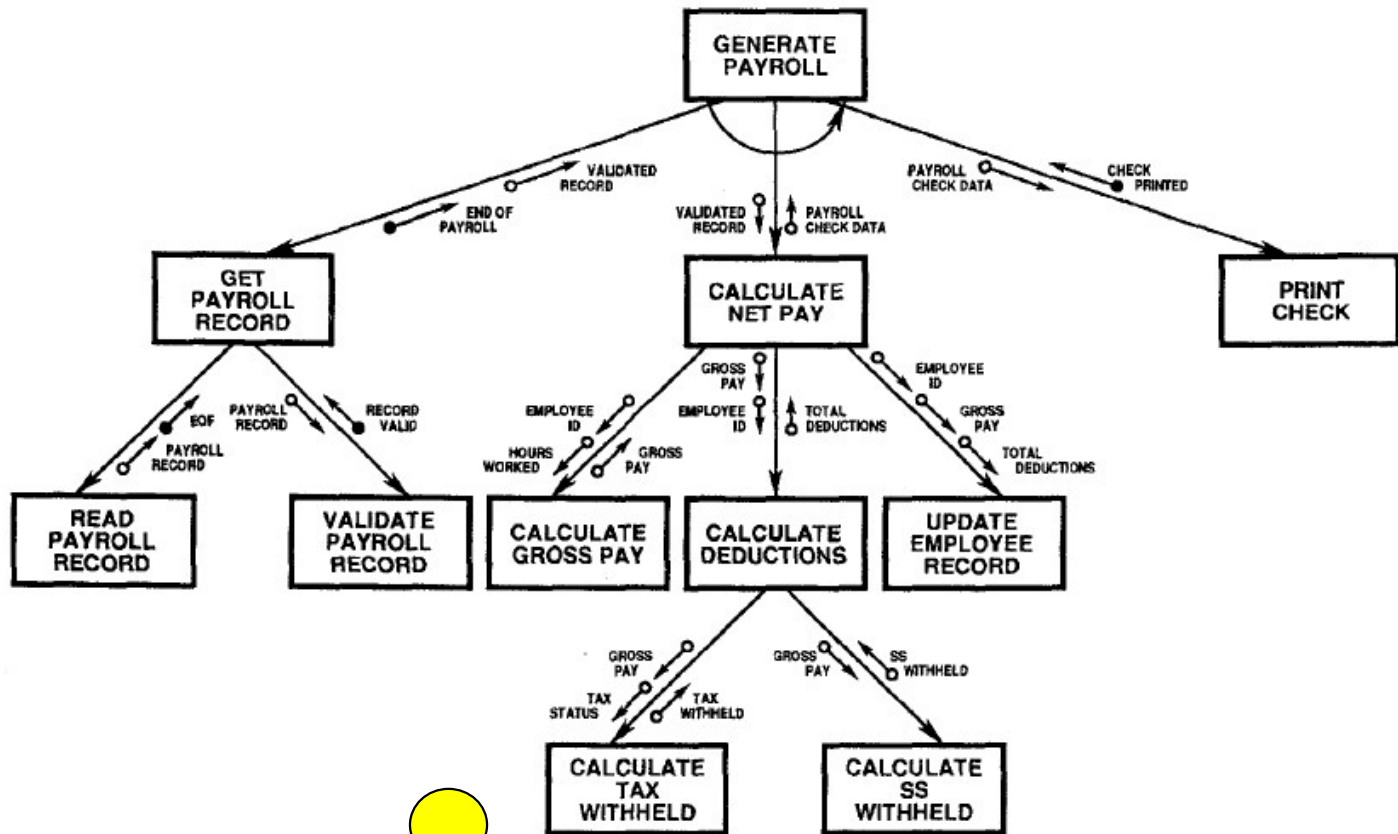 GENERATE
PAYROLL
VALIDATED
RECORD
END OF
PAYROLL
VALIDATED
RECORD
PAYROLL
CHECK DATA
PAYROLL
CHECK DATA
CHECK
PRINTED
GET
PAYROLL
RECORD
CALCULATE
NET PAY
PRINT
CHECK
EOF
PAYROLL
RECORD
PAYROLL
RECORD
RECORD
VALID
EMPLOYEE
ID
HOURS
WORKED
GROSS
PAY
GROSS
PAY
EMPLOYEE
ID
TOTAL
DEDUCTIONS
EMPLOYEE
ID
GROSS
PAY
TOTAL
DEDUCTIONS
READ
PAYROLL
RECORD
VALIDATE
PAYROLL
RECORD
CALCULATE
GROSS PAY
CALCULATE
DEDUCTIONS
UPDATE
EMPLOYEE
RECORD
GROSS
PAY
TAX
STATUS
TAX
WITHHELD
GROSS
PAY
SS
WITHHELD
CALCULATE
TAX
WITHHELD
CALCULATE
SS
WITHHELD